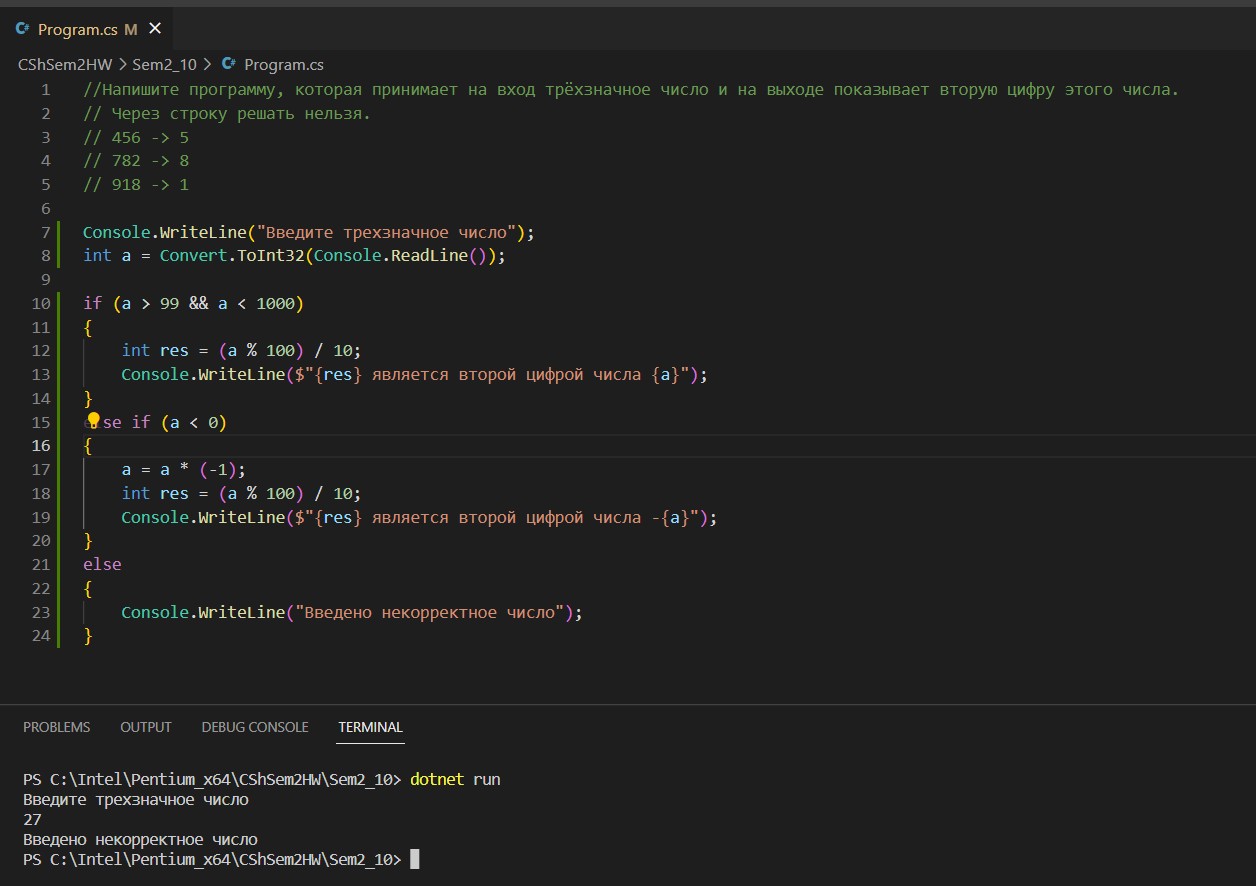 Program.cs M
CShSem2HW > Sem2_10 > Program.cs
1 //Напишите программу, которая принимает на вход трёхзначное число и на выходе показывает вторую цифру этого числа.
2 // Через строку решать нельзя.
3 // 456 -> 5
4 // 782 -> 8
5 // 918 -> 1
6
7 Console.WriteLine("Введите трехзначное число");
8 int a = Convert.ToInt32(Console.ReadLine());
9
10 if (a > 99 && a < 1000)
11 {
12     int res = (a % 100) / 10;
13     Console.WriteLine($"{res} является второй цифрой числа {a}");
14 }
15 else if (a < 0)
16 {
17     a = a * (-1);
18     int res = (a % 100) / 10;
19     Console.WriteLine($"{res} является второй цифрой числа -{a}");
20 }
21 else
22 {
23     Console.WriteLine("Введено некорректное число");
24 }
PROBLEMS OUTPUT DEBUG CONSOLE TERMINAL
PS C:\Intel\Pentium_x64\CShSem2HW\Sem2_10> dotnet run
Введите трехзначное число
27
Введено некорректное число
PS C:\Intel\Pentium_x64\CShSem2HW\Sem2_10>